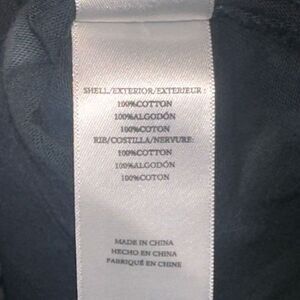 SHELL/EXTERIOR/EXTERIEUR:
100%COTTON
100%ALGODÓN
100%COTON
RIB/COSTILLA/NERVURE:
100%COTTON
100%ALGODÓN
100%COTON
MADE IN CHINA
HECHO EN CHINA
FABRIQUÉ EN CHINE